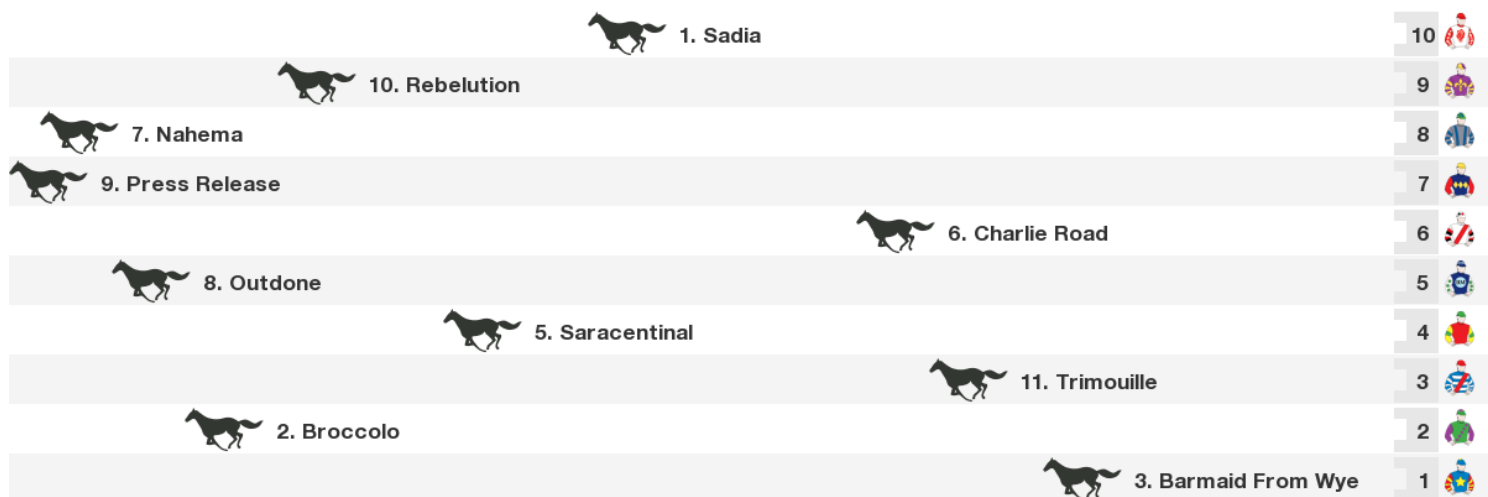 1. Sadia 10
10. Rebelution 9
7. Nahema 8
9. Press Release 7
6. Charlie Road 6
8. Outdone 5
5. Saracentinal 4
11. Trimouille 3
2. Broccolo 2
3. Barmaid From Wye 1